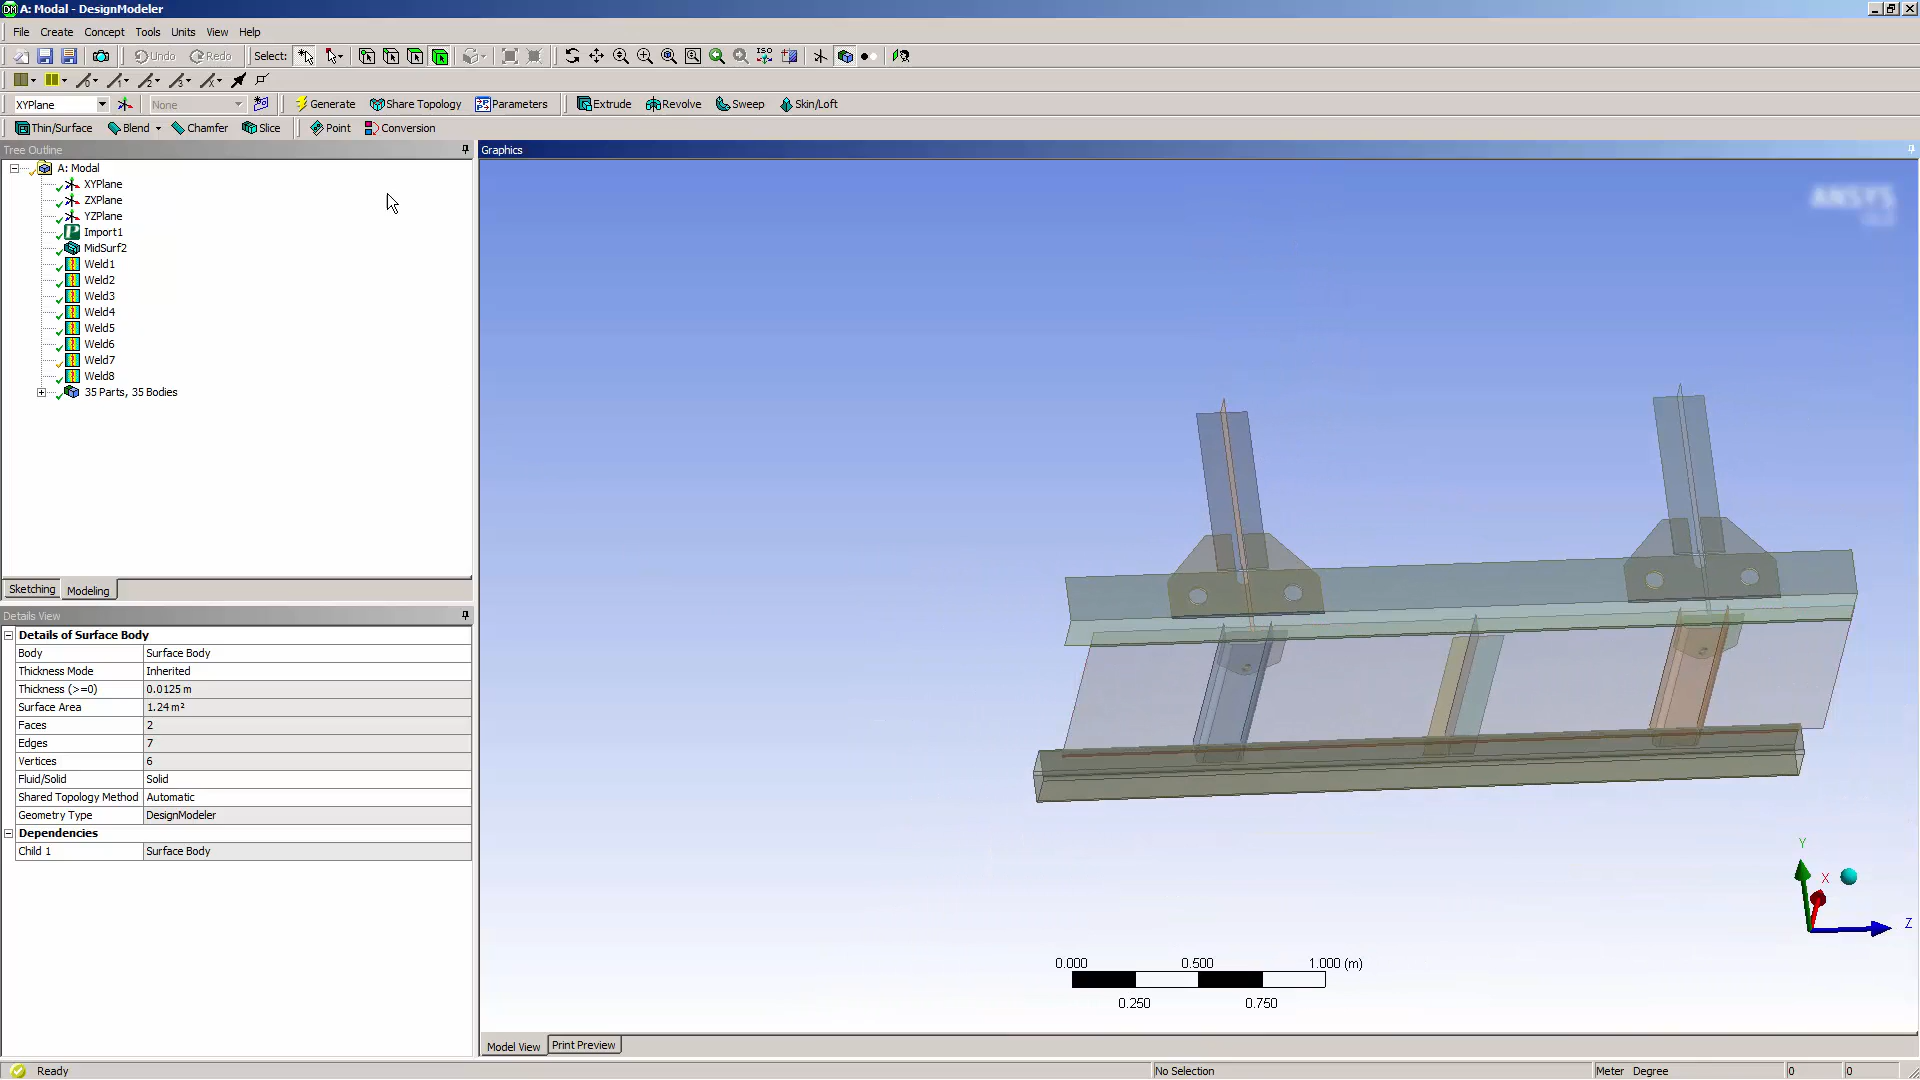 A: Modal - DesignModeler
File Create Concept Tools Units View Help
Undo Redo Select: ISO
XYPlane None Generate Share Topology Parameters Extrude Revolve Sweep Skin/Loft
Thin/Surface Blend Chamfer Slice Point Conversion
Tree Outline
A: Modal
XYPlane
ZXPlane
YZPlane
Import1
MidSurf2
Weld1
Weld2
Weld3
Weld4
Weld5
Weld6
Weld7
Weld8
35 Parts, 35 Bodies
Sketching Modeling
Details View
Details of Surface Body
Body Surface Body
Thickness Mode Inherited
Thickness (>=0) 0.0125 m
Surface Area 1.24 m²
Faces 2
Edges 7
Vertices 6
Fluid/Solid Solid
Shared Topology Method Automatic
Geometry Type DesignModeler
Dependencies
Child 1 Surface Body
Graphics
ANSYS
Y
X
Z
0.000 0.500 1.000 (m)
0.250 0.750
Model View Print Preview
Ready No Selection Meter Degree 0 0